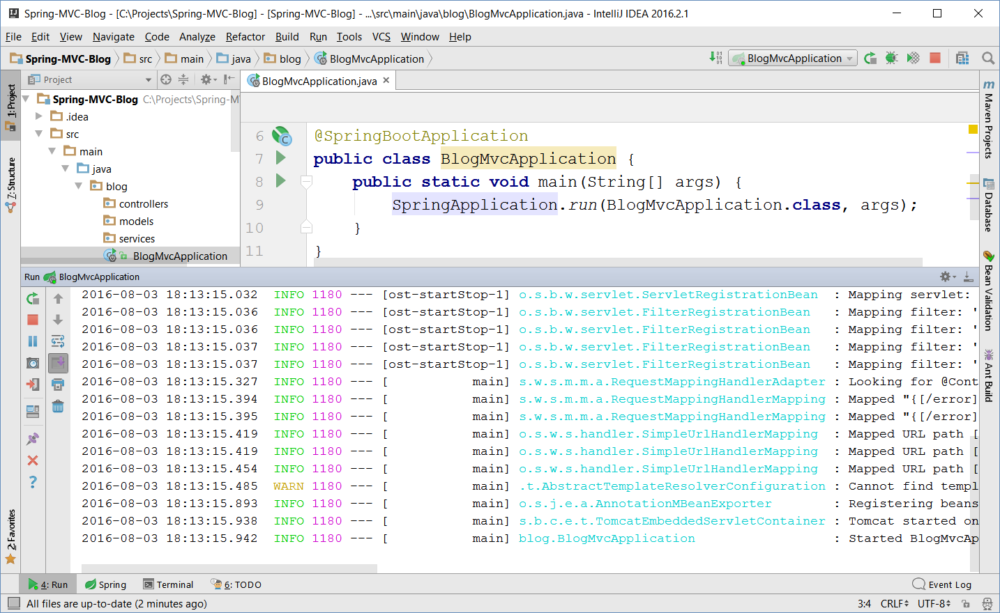 Spring-MVC-Blog - [C:\Projects\Spring-MVC-Blog] - [Spring-MVC-Blog] - ...\src\main\java\blog\BlogMvcApplication.java - IntelliJ IDEA 2016.2.1
File Edit View Navigate Code Analyze Refactor Build Run Tools VCS Window Help
Spring-MVC-Blog src main java blog BlogMvcApplication
BlogMvcApplication
Project
BlogMvcApplication.java
1: Project
7: Structure
2: Favorites
Spring-MVC-Blog C:\Projects\Spring-M
.idea
src
main
java
blog
controllers
models
services
BlogMvcApplication
6 @SpringBootApplication
7 public class BlogMvcApplication {
8 public static void main(String[] args) {
9 SpringApplication.run(BlogMvcApplication.class, args);
10 }
11 }
Maven Projects
Database
Bean Validation
Ant Build
Run BlogMvcApplication
2016-08-03 18:13:15.032 INFO 1180 --- [ost-startStop-1] o.s.b.w.servlet.ServletRegistrationBean : Mapping servlet:
2016-08-03 18:13:15.036 INFO 1180 --- [ost-startStop-1] o.s.b.w.servlet.FilterRegistrationBean : Mapping filter: '
2016-08-03 18:13:15.036 INFO 1180 --- [ost-startStop-1] o.s.b.w.servlet.FilterRegistrationBean : Mapping filter: '
2016-08-03 18:13:15.037 INFO 1180 --- [ost-startStop-1] o.s.b.w.servlet.FilterRegistrationBean : Mapping filter: '
2016-08-03 18:13:15.037 INFO 1180 --- [ost-startStop-1] o.s.b.w.servlet.FilterRegistrationBean : Mapping filter: '
2016-08-03 18:13:15.327 INFO 1180 --- [ main] s.w.s.m.m.a.RequestMappingHandlerAdapter : Looking for @Cont
2016-08-03 18:13:15.394 INFO 1180 --- [ main] s.w.s.m.m.a.RequestMappingHandlerMapping : Mapped "{[/error]
2016-08-03 18:13:15.395 INFO 1180 --- [ main] s.w.s.m.m.a.RequestMappingHandlerMapping : Mapped "{[/error]
2016-08-03 18:13:15.419 INFO 1180 --- [ main] o.s.w.s.handler.SimpleUrlHandlerMapping : Mapped URL path [
2016-08-03 18:13:15.419 INFO 1180 --- [ main] o.s.w.s.handler.SimpleUrlHandlerMapping : Mapped URL path [
2016-08-03 18:13:15.454 INFO 1180 --- [ main] o.s.w.s.handler.SimpleUrlHandlerMapping : Mapped URL path [
2016-08-03 18:13:15.485 WARN 1180 --- [ main] .t.AbstractTemplateResolverConfiguration : Cannot find templ
2016-08-03 18:13:15.893 INFO 1180 --- [ main] o.s.j.e.a.AnnotationMBeanExporter : Registering beans
2016-08-03 18:13:15.938 INFO 1180 --- [ main] s.b.c.e.t.TomcatEmbeddedServletContainer : Tomcat started on
2016-08-03 18:13:15.942 INFO 1180 --- [ main] blog.BlogMvcApplication : Started BlogMvcAp
4: Run Spring Terminal 6: TODO Event Log
All files are up-to-date (2 minutes ago) 3:4 CRLF UTF-8